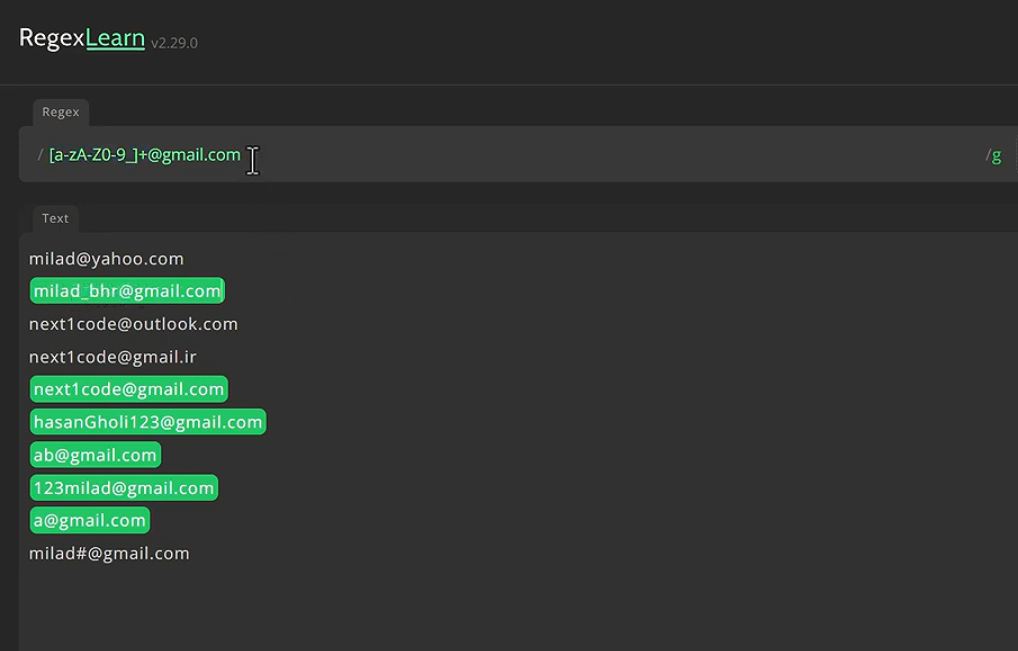 RegexLearn v2.29.0
Regex
/ [a-zA-Z0-9_]+@gmail.com /g
Text
milad@yahoo.com
milad_bhr@gmail.com
next1code@outlook.com
next1code@gmail.ir
next1code@gmail.com
hasanGholi123@gmail.com
ab@gmail.com
123milad@gmail.com
a@gmail.com
milad#@gmail.com